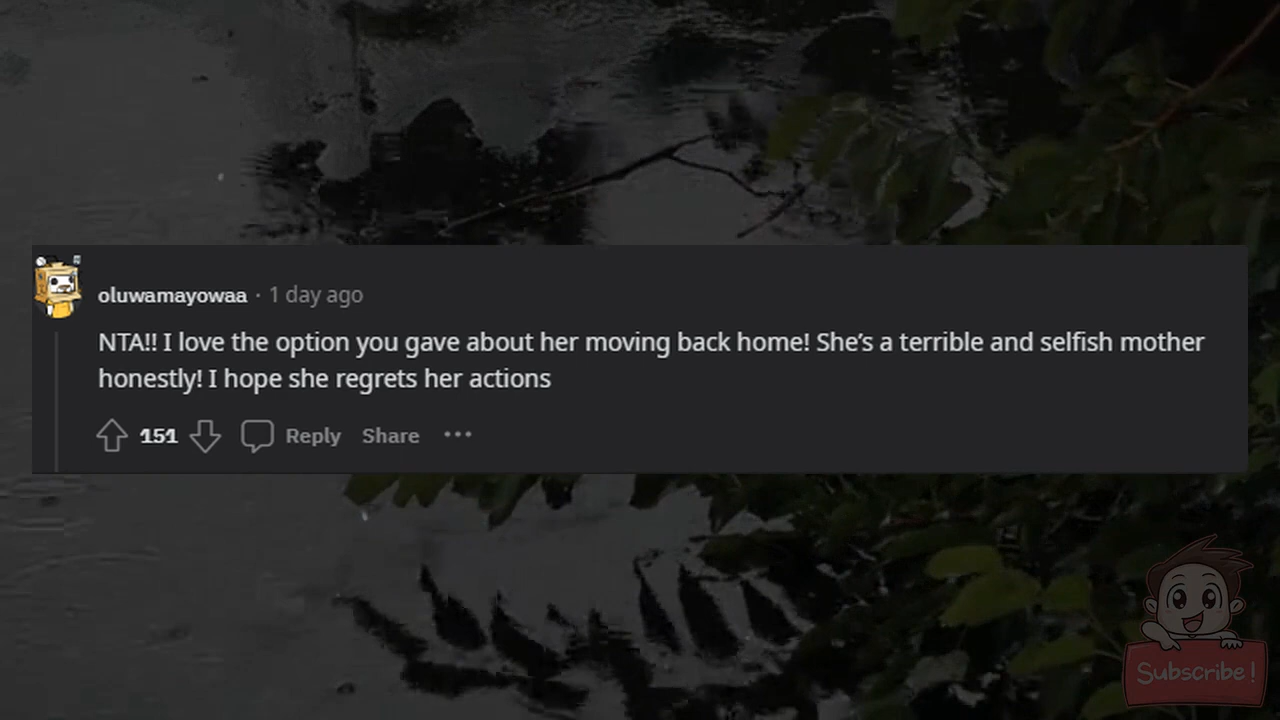 oluwamayowaa · 1 day ago
NTA!! I love the option you gave about her moving back home! She’s a terrible and selfish mother
honestly! I hope she regrets her actions
151 Reply Share •••
Subscribe!